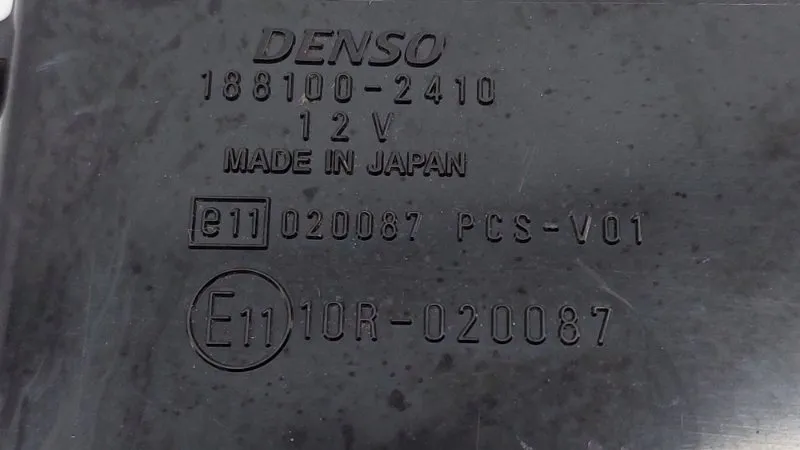 DENSO
188100-2410
12V
MADE IN JAPAN
e11 020087 PCS-V01
E11 10R-020087